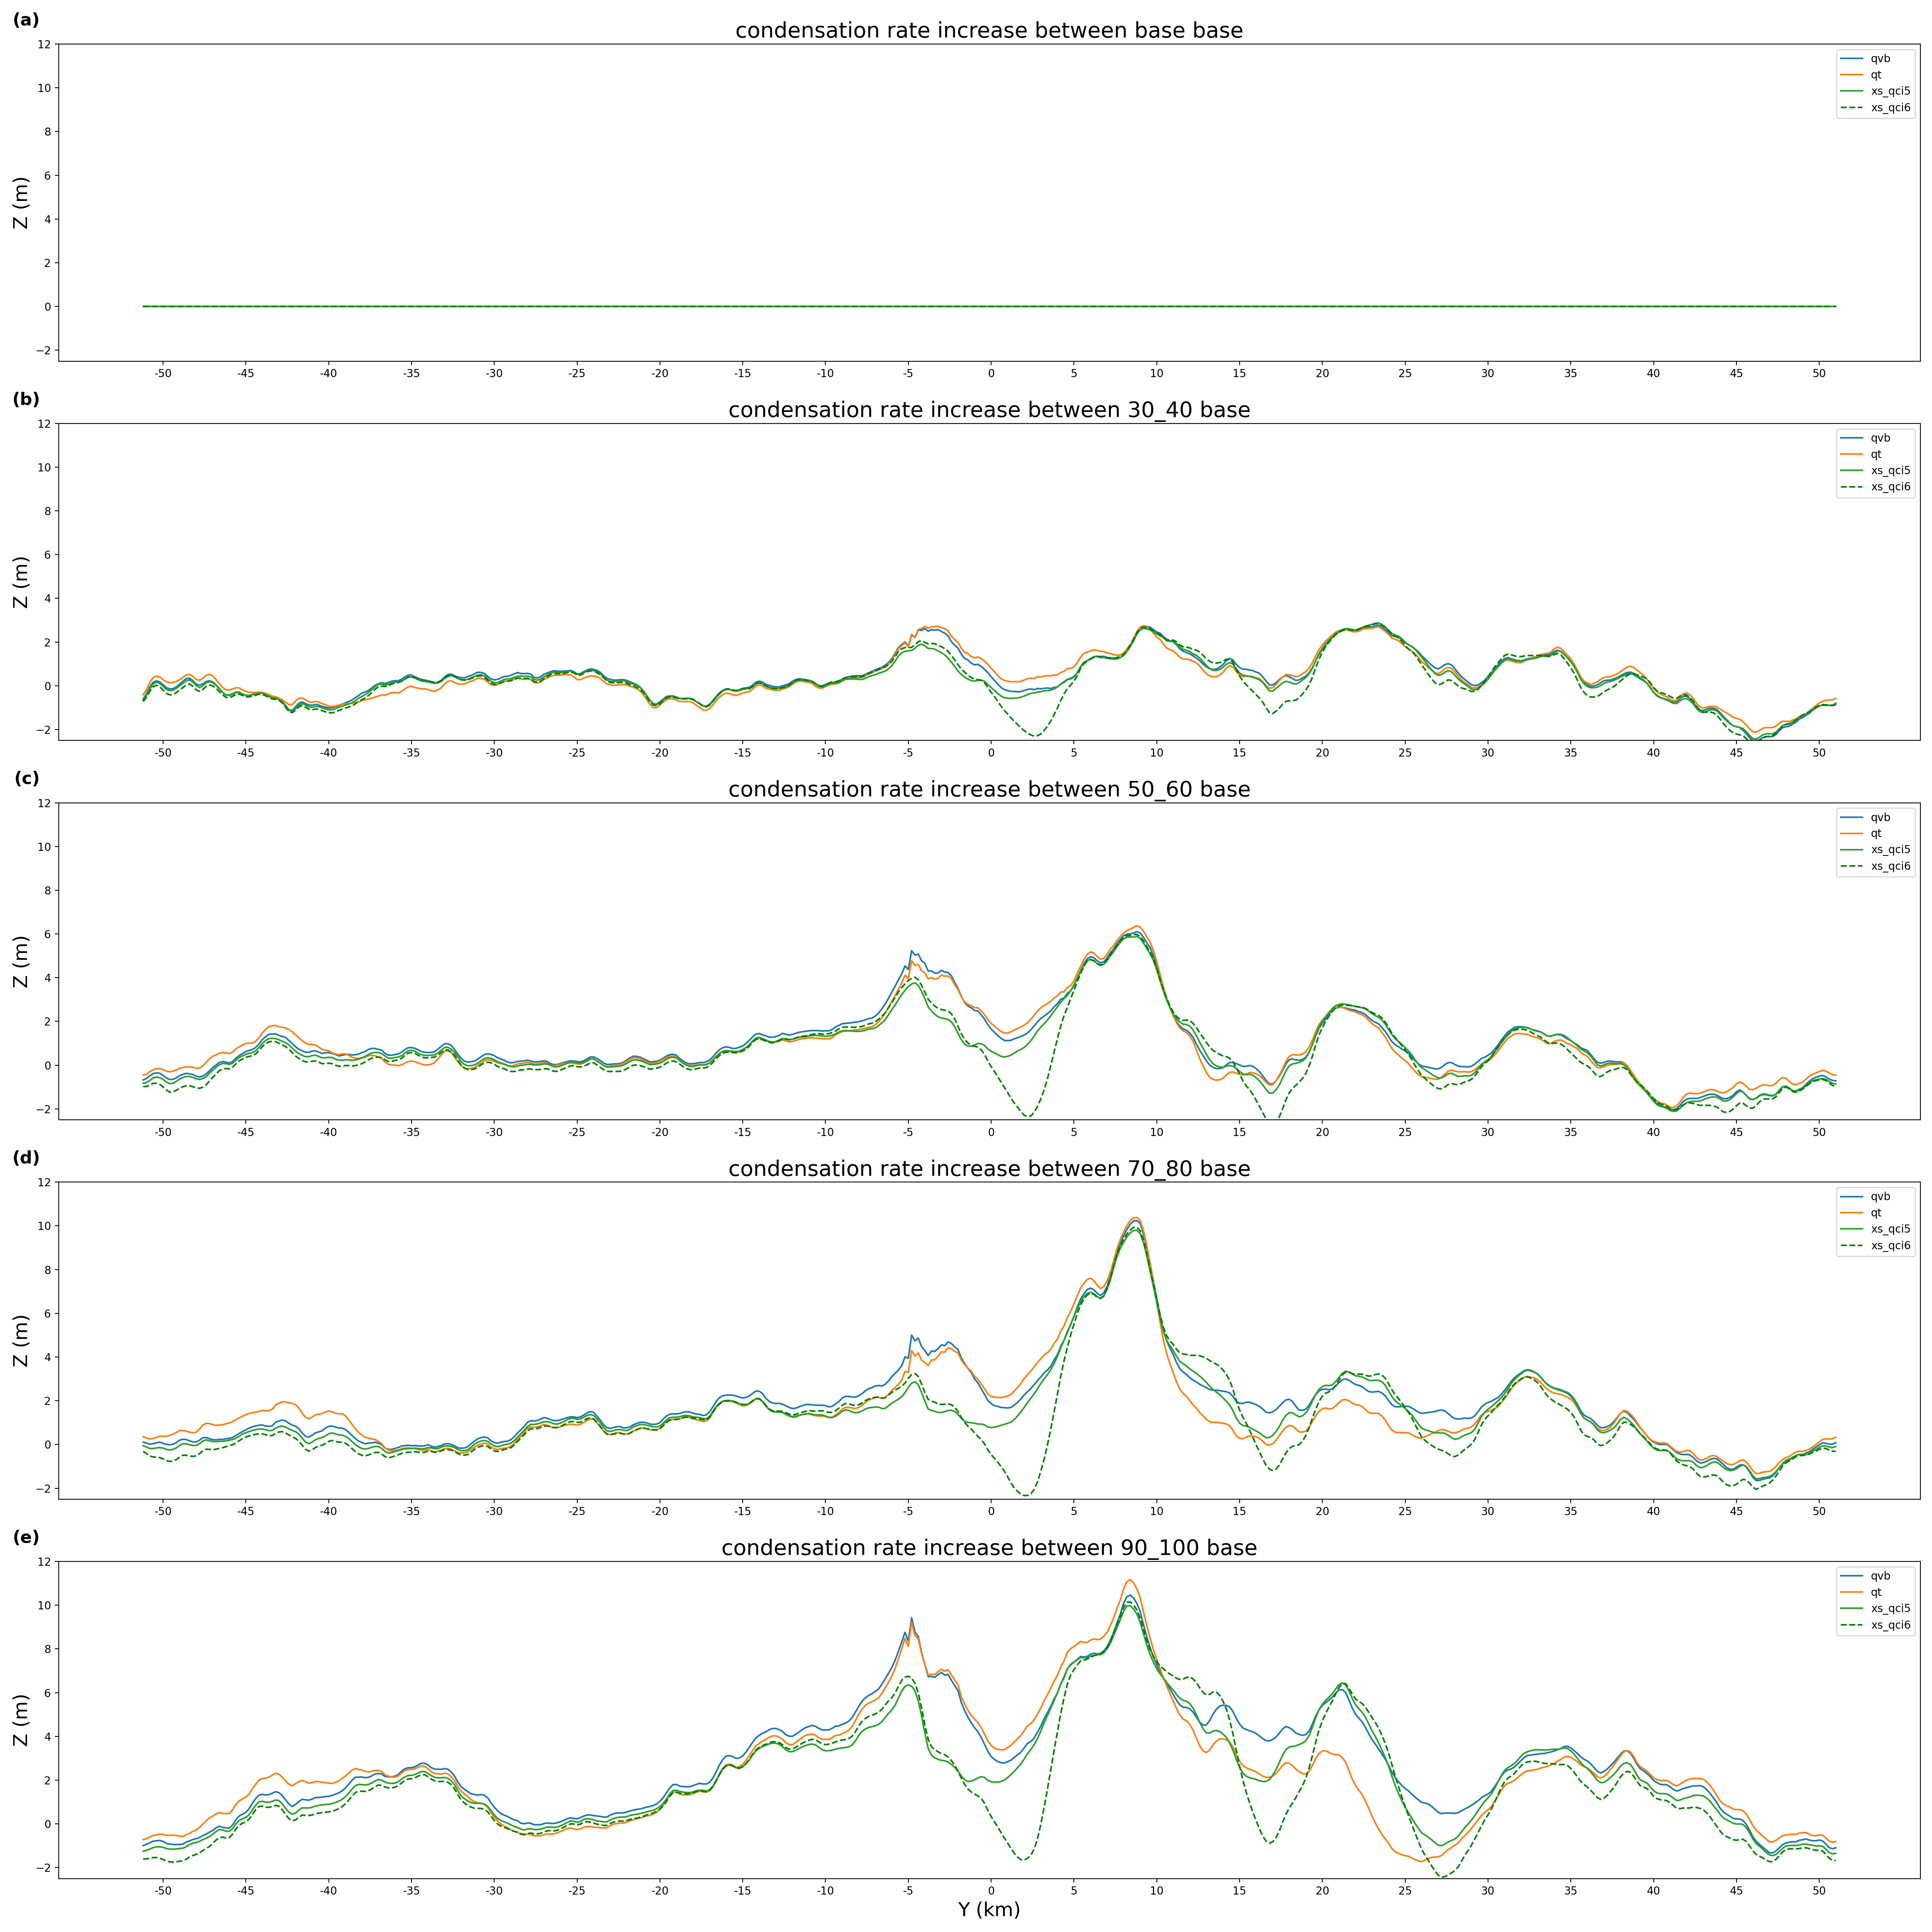 (a)
condensation rate increase between base base
Z (m)
12
10
8
6
4
2
0
−2
qvb
qt
xs_qci5
xs_qci6
-50 -45 -40 -35 -30 -25 -20 -15 -10 -5 0 5 10 15 20 25 30 35 40 45 50
(b)
condensation rate increase between 30_40 base
Z (m)
12
10
8
6
4
2
0
−2
qvb
qt
xs_qci5
xs_qci6
-50 -45 -40 -35 -30 -25 -20 -15 -10 -5 0 5 10 15 20 25 30 35 40 45 50
(c)
condensation rate increase between 50_60 base
Z (m)
12
10
8
6
4
2
0
−2
qvb
qt
xs_qci5
xs_qci6
-50 -45 -40 -35 -30 -25 -20 -15 -10 -5 0 5 10 15 20 25 30 35 40 45 50
(d)
condensation rate increase between 70_80 base
Z (m)
12
10
8
6
4
2
0
−2
qvb
qt
xs_qci5
xs_qci6
-50 -45 -40 -35 -30 -25 -20 -15 -10 -5 0 5 10 15 20 25 30 35 40 45 50
(e)
condensation rate increase between 90_100 base
Z (m)
12
10
8
6
4
2
0
−2
qvb
qt
xs_qci5
xs_qci6
-50 -45 -40 -35 -30 -25 -20 -15 -10 -5 0 5 10 15 20 25 30 35 40 45 50
Y (km)